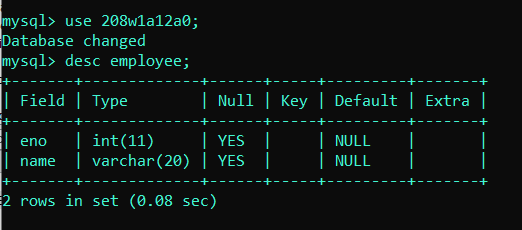 mysql> use 208w1a12a0;
Database changed
mysql> desc employee;
+-------+-------------+------+-----+---------+-------+
| Field | Type        | Null | Key | Default | Extra |
+-------+-------------+------+-----+---------+-------+
| eno   | int(11)     | YES  |     | NULL    |       |
| name  | varchar(20) | YES  |     | NULL    |       |
+-------+-------------+------+-----+---------+-------+
2 rows in set (0.08 sec)